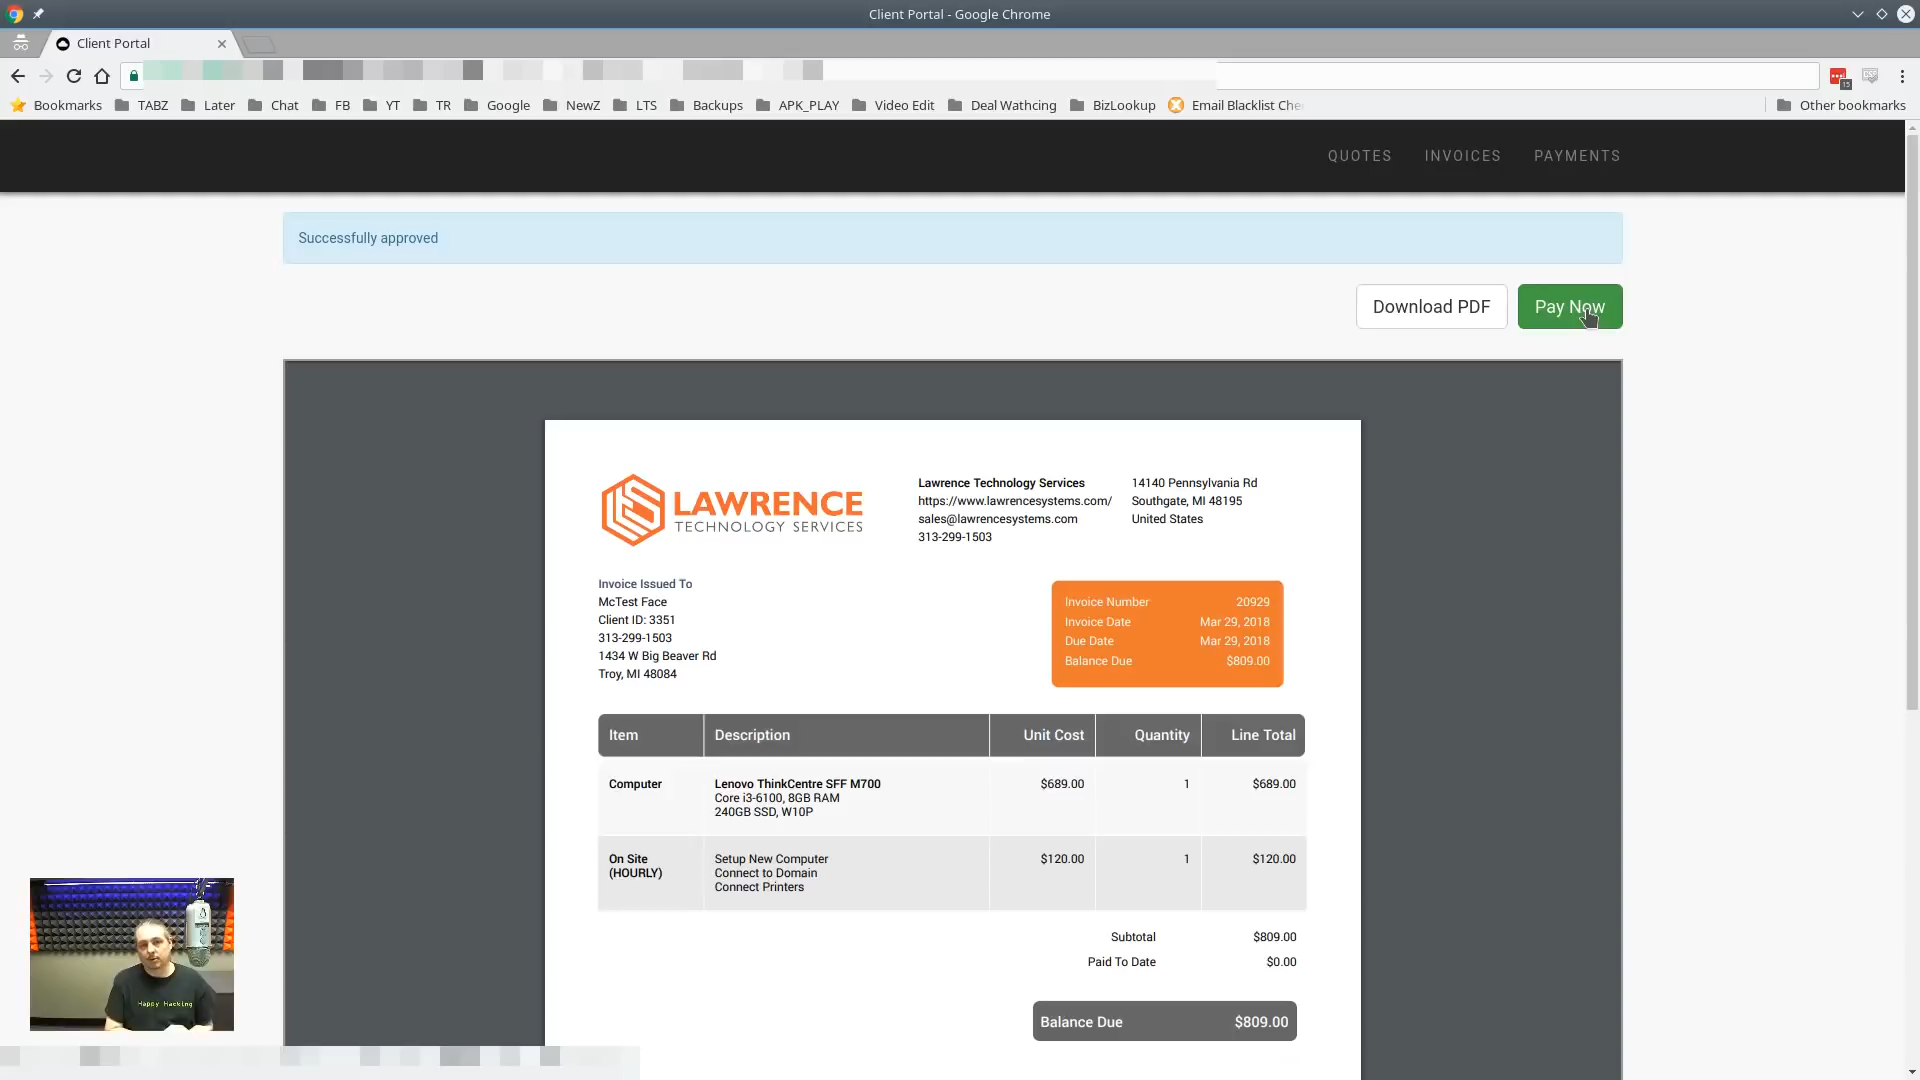 Client Portal - Google Chrome
Client Portal
Bookmarks TABZ Later Chat FB YT TR Google NewZ LTS Backups APK_PLAY Video Edit Deal Wathcing BizLookup Email Blacklist Che Other bookmarks
QUOTES INVOICES PAYMENTS
Successfully approved
Download PDF Pay Now
LAWRENCE
TECHNOLOGY SERVICES
Lawrence Technology Services
https://www.lawrencesystems.com/
sales@lawrencesystems.com
313-299-1503
14140 Pennsylvania Rd
Southgate, MI 48195
United States
Invoice Issued To
McTest Face
Client ID: 3351
313-299-1503
1434 W Big Beaver Rd
Troy, MI 48084
Invoice Number 20929
Invoice Date Mar 29, 2018
Due Date Mar 29, 2018
Balance Due $809.00
Item Description Unit Cost Quantity Line Total
Computer Lenovo ThinkCentre SFF M700 $689.00 1 $689.00
Core i3-6100, 8GB RAM
240GB SSD, W10P
On Site Setup New Computer $120.00 1 $120.00
(HOURLY) Connect to Domain
Connect Printers
Subtotal $809.00
Paid To Date $0.00
Balance Due $809.00
Happy Hacking